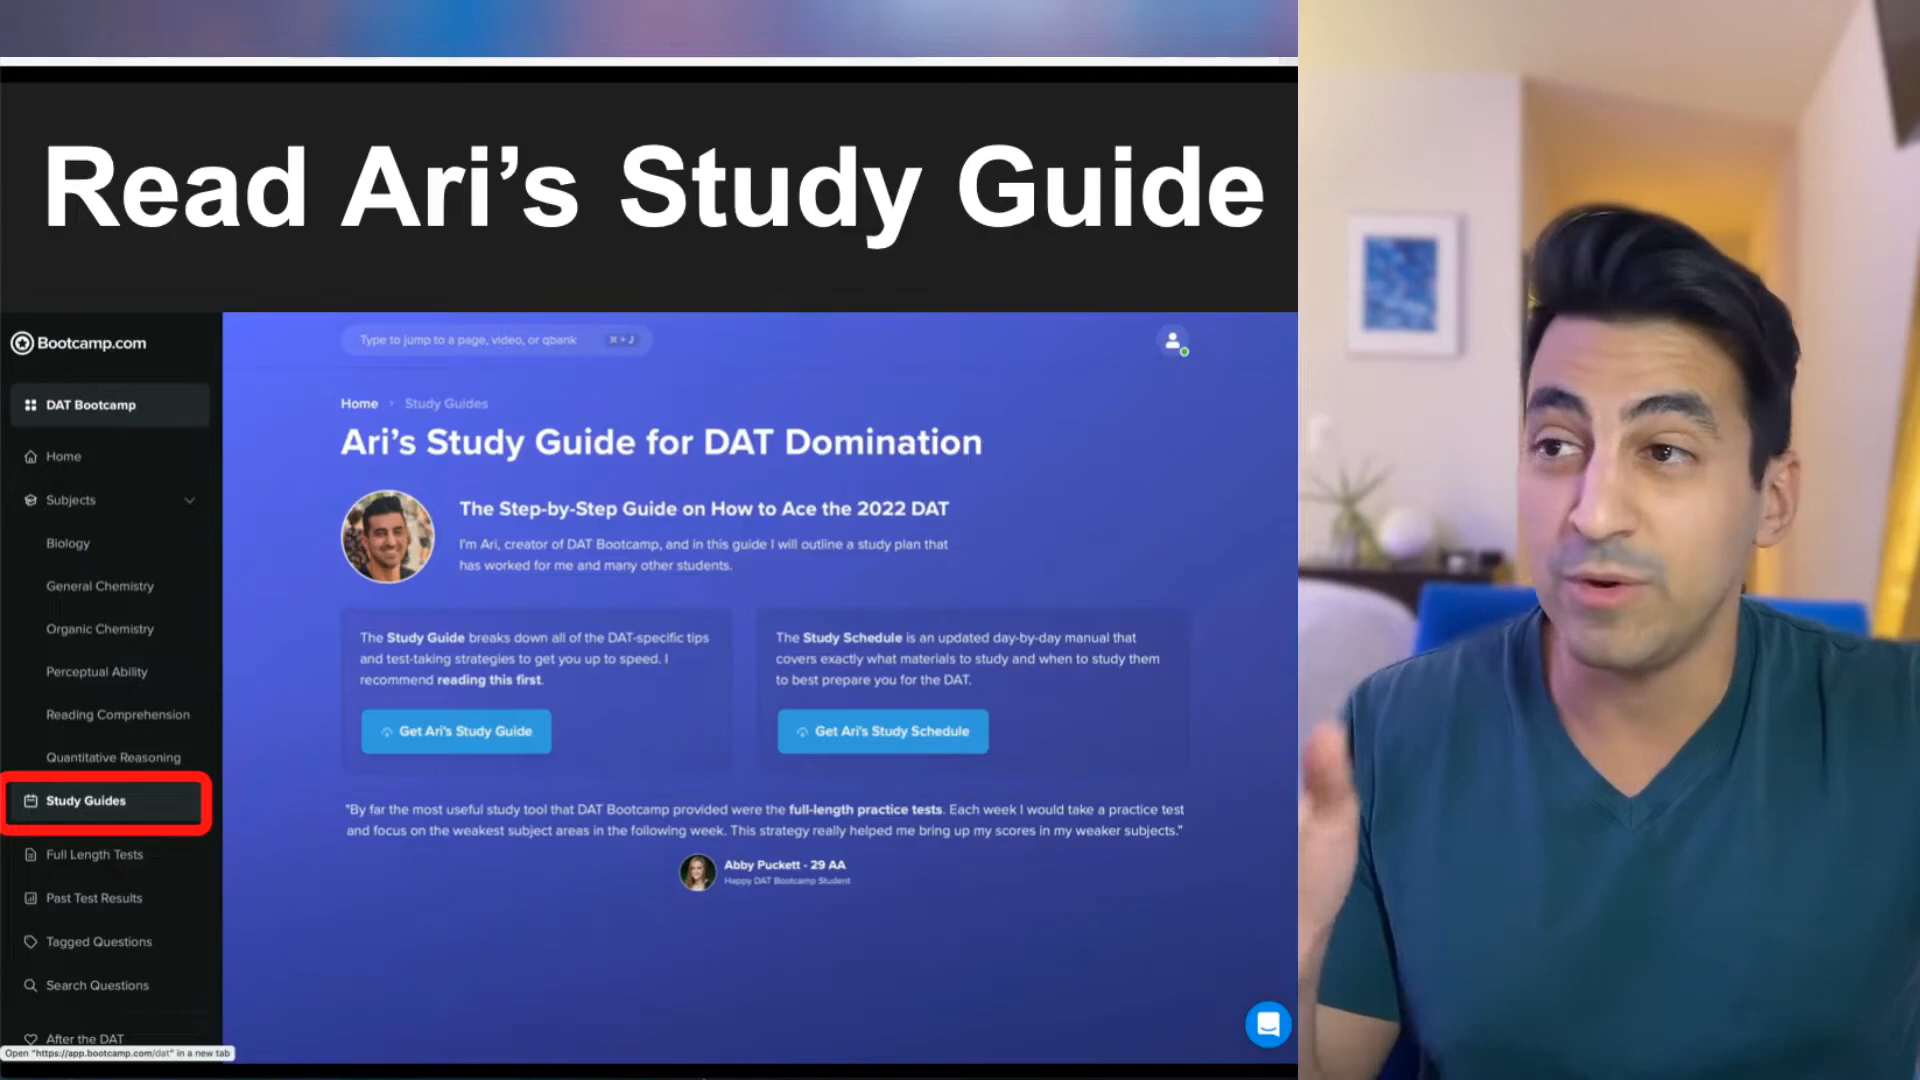 Read Ari’s Study Guide
Bootcamp.com
DAT Bootcamp
Home
Subjects
Biology
General Chemistry
Organic Chemistry
Perceptual Ability
Reading Comprehension
Quantitative Reasoning
Study Guides
Full Length Tests
Past Test Results
Tagged Questions
Search Questions
After the DAT
Open "https://app.bootcamp.com/dat" in a new tab
Type to jump to a page, video, or qbank ⌘ + J
Home › Study Guides
Ari’s Study Guide for DAT Domination
The Step-by-Step Guide on How to Ace the 2022 DAT
I'm Ari, creator of DAT Bootcamp, and in this guide I will outline a study plan that
has worked for me and many other students.
The Study Guide breaks down all of the DAT-specific tips
and test-taking strategies to get you up to speed. I
recommend reading this first.
Get Ari's Study Guide
The Study Schedule is an updated day-by-day manual that
covers exactly what materials to study and when to study them
to best prepare you for the DAT.
Get Ari's Study Schedule
"By far the most useful study tool that DAT Bootcamp provided were the full-length practice tests. Each week I would take a practice test
and focus on the weakest subject areas in the following week. This strategy really helped me bring up my scores in my weaker subjects."
Abby Puckett - 29 AA
Happy DAT Bootcamp Student